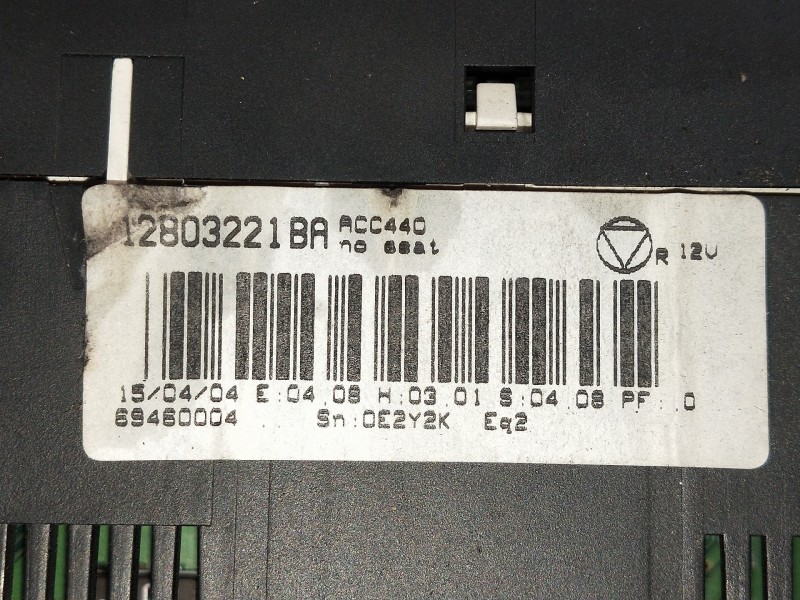 12803221BA ACC440
no seat
R 12V
15/04/04 E:04.08 H:03.01 S:04.08 PF: 0
69460004 Sn:0E2Y2K Eq2